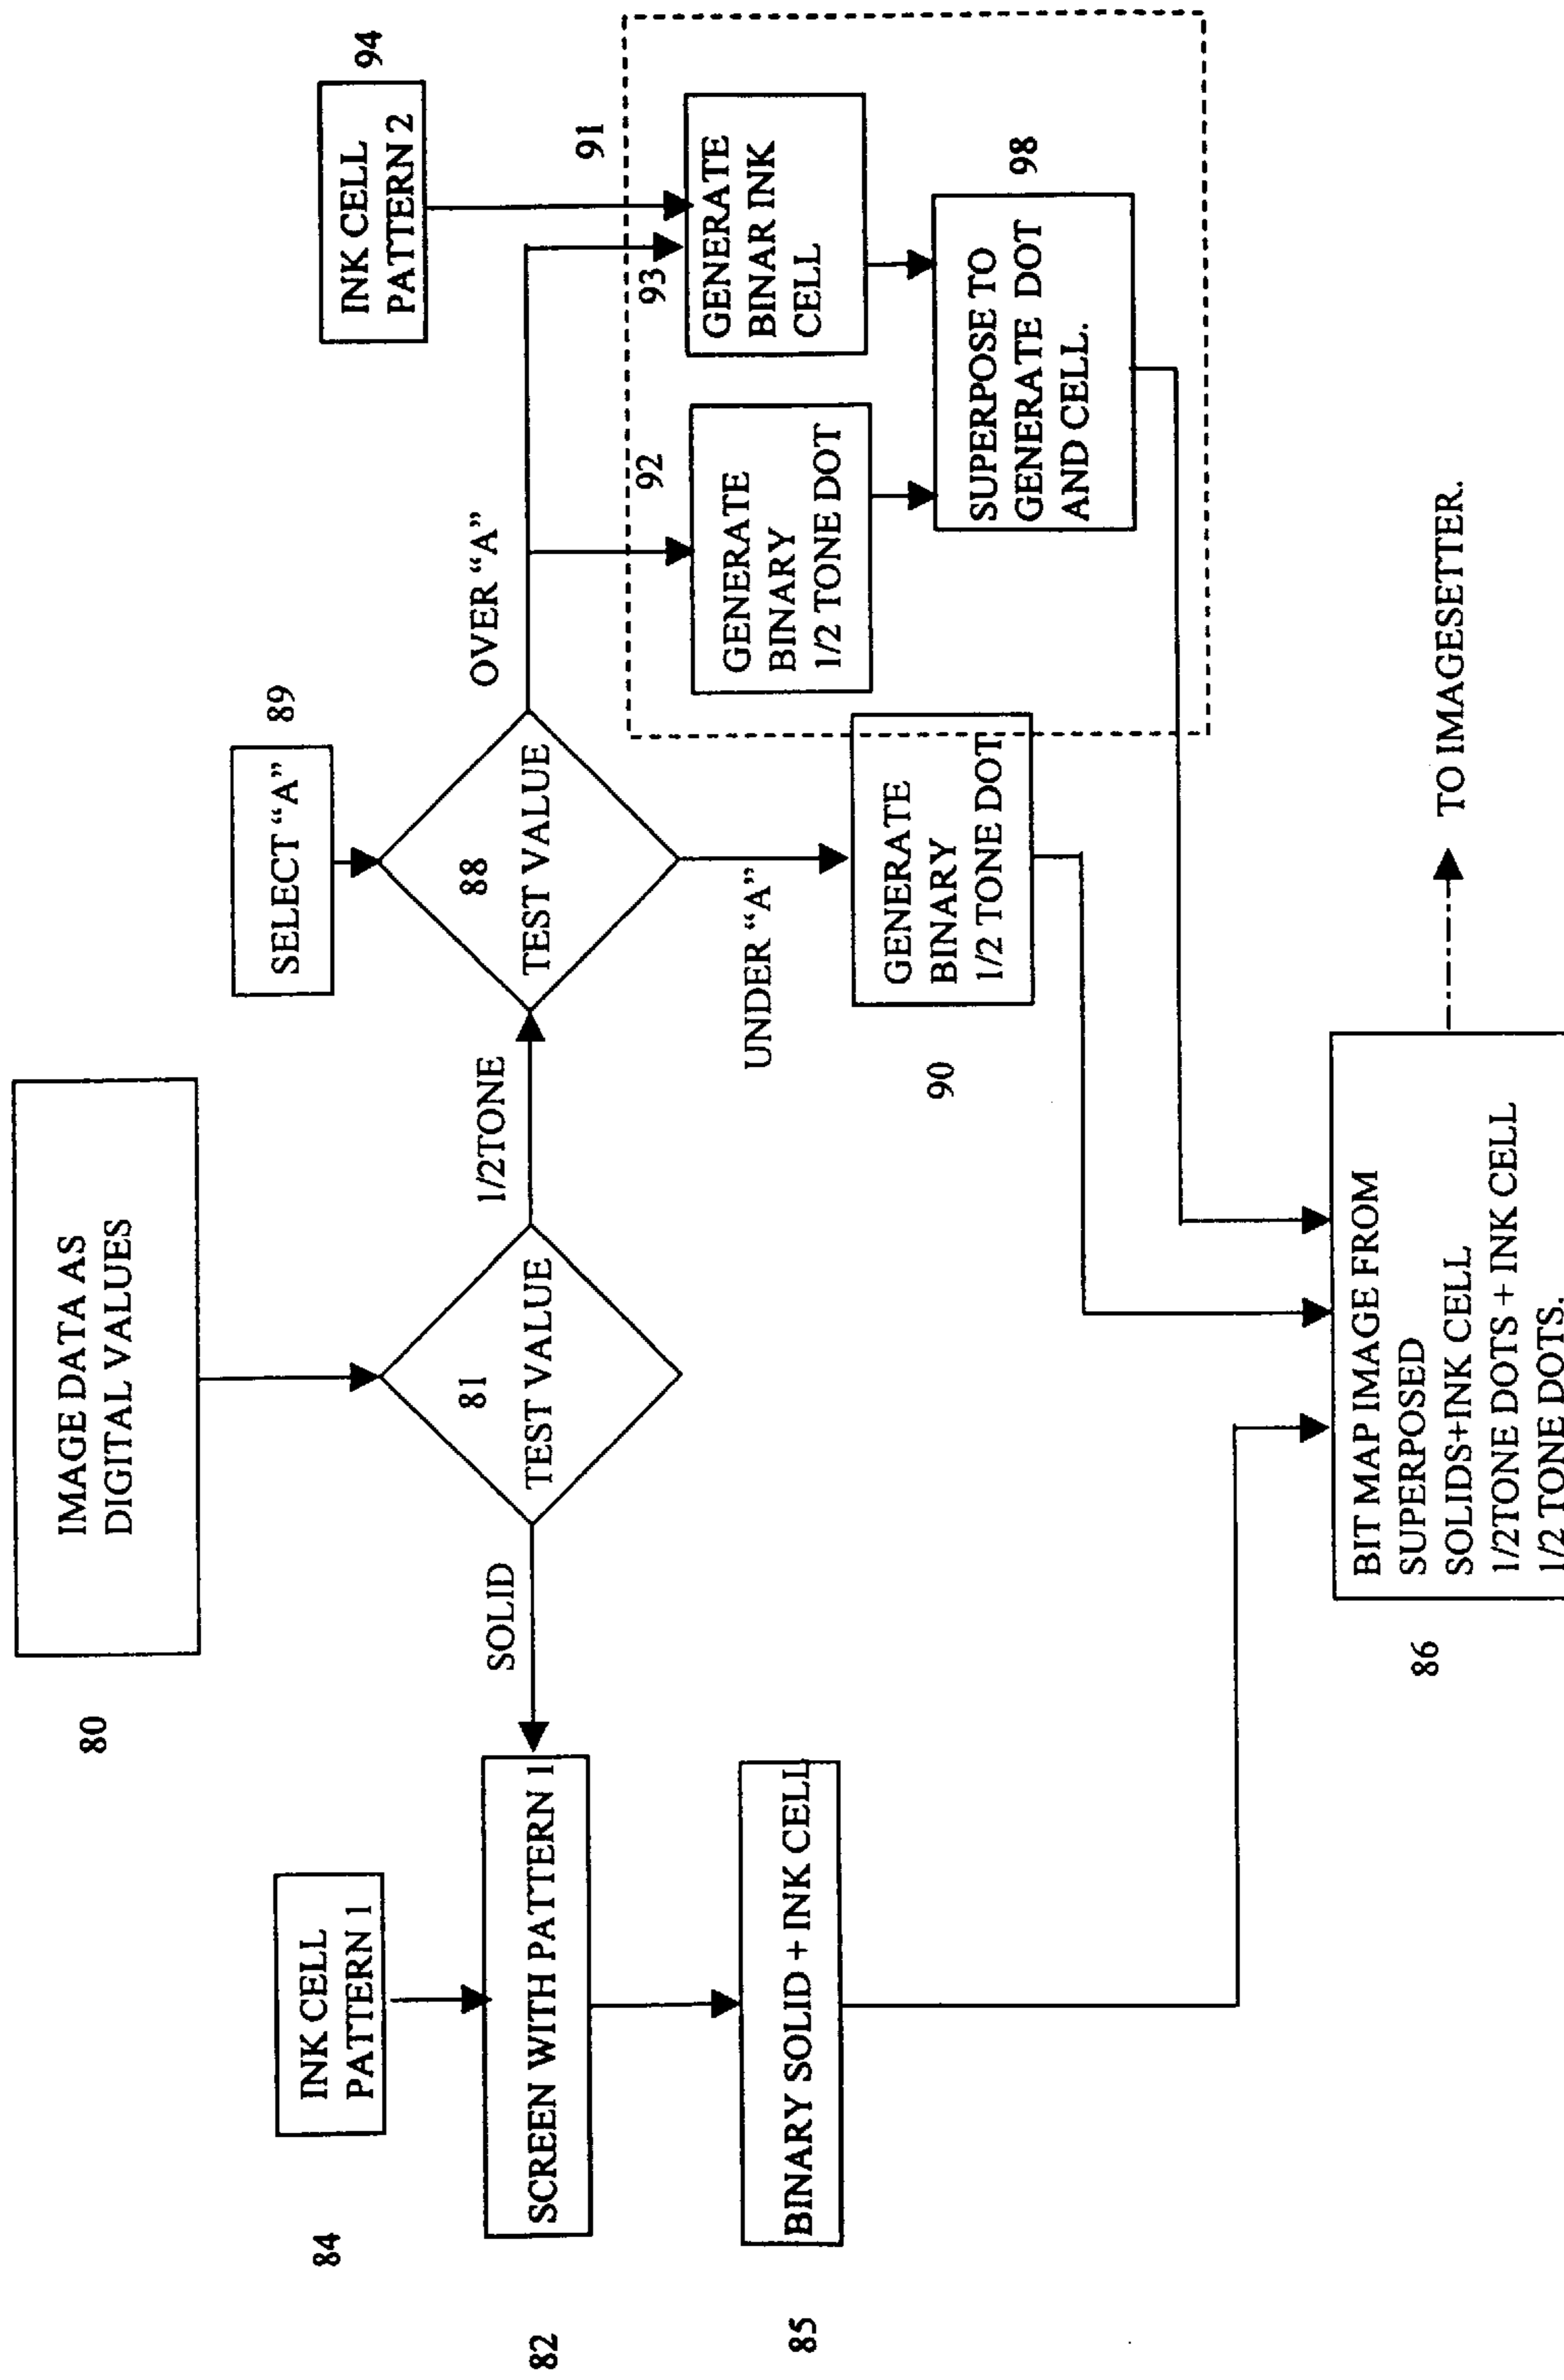 80
IMAGE DATA AS
DIGITAL VALUES
84
INK CELL
PATTERN 1
SELECT “A”
89
INK CELL
PATTERN 2
94
82
SCREEN WITH PATTERN 1
SOLID
81
TEST VALUE
1/2TONE
88
TEST VALUE
OVER “A”
UNDER “A”
91
92
93
85
BINARY SOLID + INK CELL
90
GENERATE
BINARY
1/2 TONE DOT
GENERATE
BINARY
1/2 TONE DOT
GENERATE
BINAR INK
CELL
SUPERPOSE TO
GENERATE DOT
AND CELL.
98
86
BIT MAP IMAGE FROM
SUPERPOSED
SOLIDS+INK CELL
1/2TONE DOTS + INK CELL
1/2 TONE DOTS.
TO IMAGESETTER.